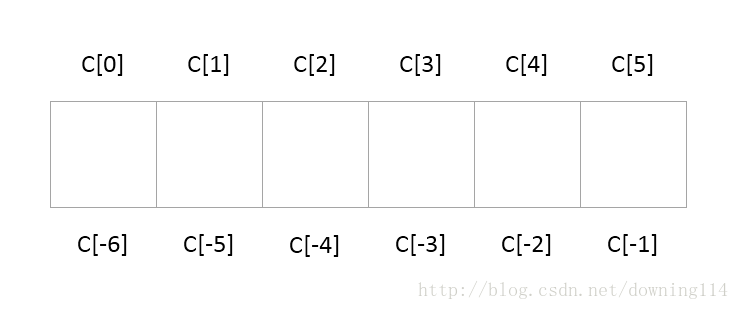 C[0] C[1] C[2] C[3] C[4] C[5]
C[-6] C[-5] C[-4] C[-3] C[-2] C[-1]
http://blog.csdn.net/downing114